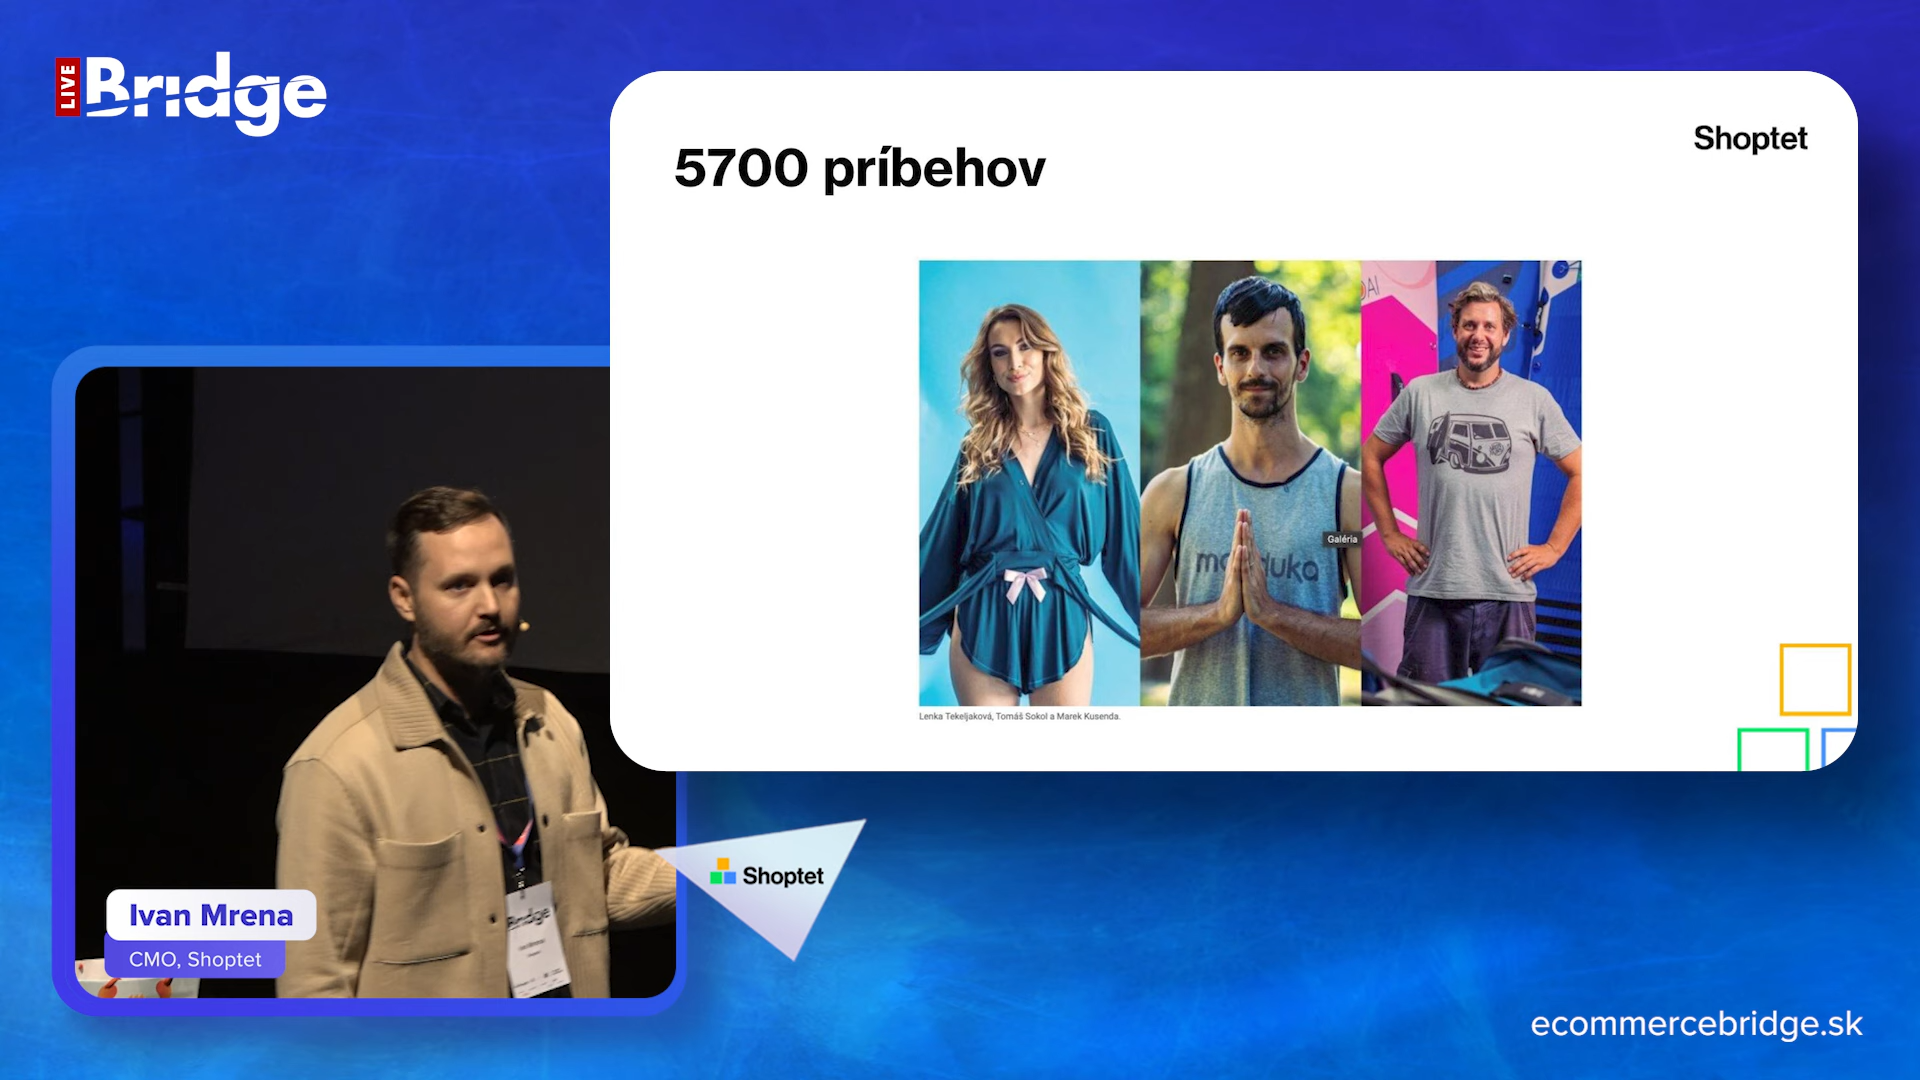 LIVE Bridge
Shoptet
5700 príbehov
Galéria
Lenka Tekeljaková, Tomáš Sokol a Marek Kusenda.
Bridge
Shoptet
Ivan Mrena
CMO, Shoptet
ecommercebridge.sk